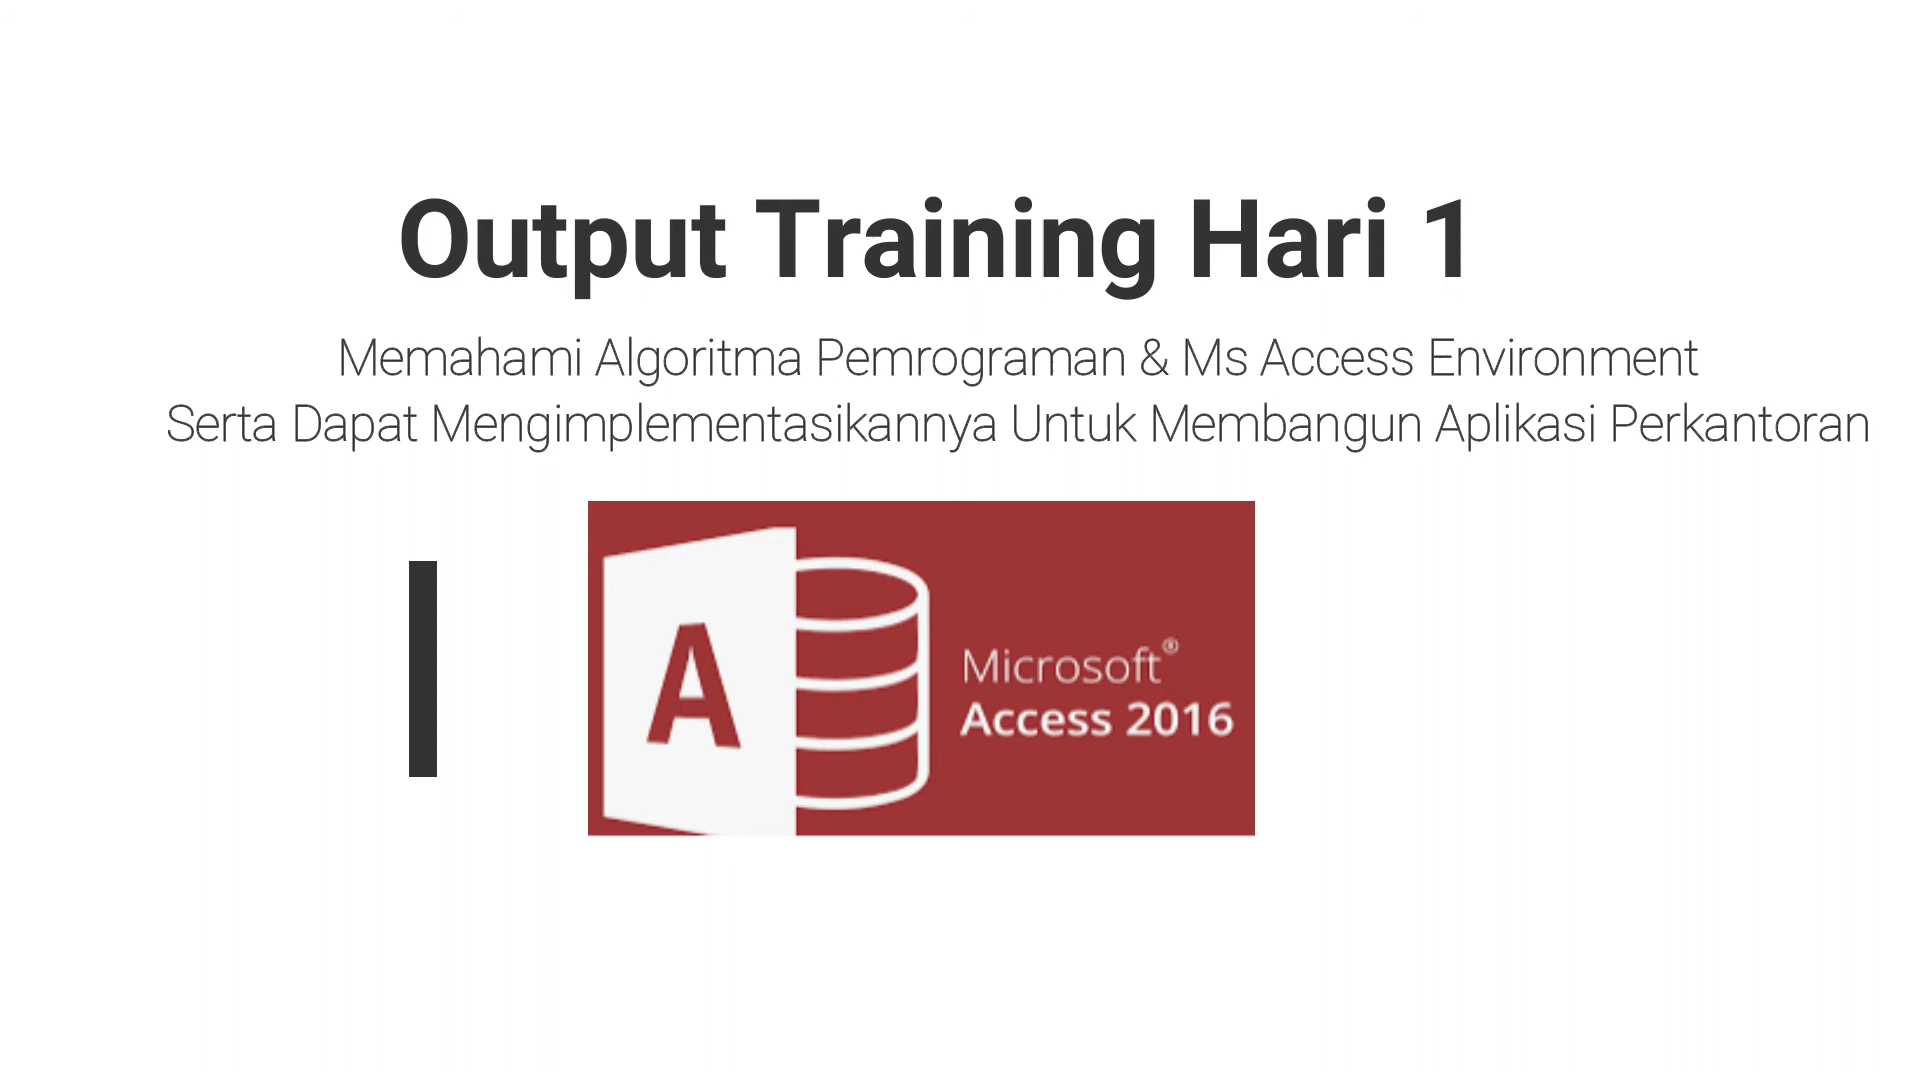 Output Training Hari 1
Memahami Algoritma Pemrograman & Ms Access Environment
Serta Dapat Mengimplementasikannya Untuk Membangun Aplikasi Perkantoran
A
Microsoft®
Access 2016